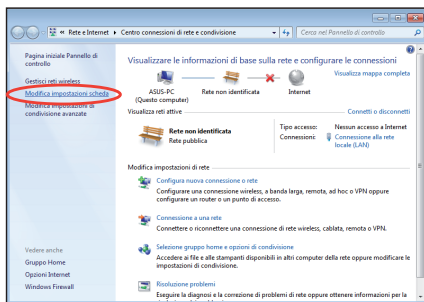 « Rete e Internet ▸ Centro connessioni di rete e condivisione
Cerca nel Pannello di controllo
Pagina iniziale Pannello di
controllo
Gestisci reti wireless
Modifica impostazioni scheda
Modifica impostazioni di
condivisione avanzate
Vedere anche
Gruppo Home
Opzioni Internet
Windows Firewall
Visualizzare le informazioni di base sulla rete e configurare le connessioni
Visualizza mappa completa
ASUS-PC
(Questo computer)
Rete non identificata
Internet
Visualizza reti attive
Connetti o disconnetti
Rete non identificata
Rete pubblica
Tipo accesso: Nessun accesso a Internet
Connessioni: Connessione alla rete
locale (LAN)
Modifica impostazioni di rete
Configura nuova connessione o rete
Configurare una connessione wireless, a banda larga, remota, ad hoc o VPN oppure
configurare un router o un punto di accesso.
Connessione a una rete
Connettere o riconnettere una connessione di rete wireless, cablata, remota o VPN.
Selezione gruppo home e opzioni di condivisione
Accedere ai file e alle stampanti disponibili in altri computer della rete oppure modificare le
impostazioni di condivisione.
Risoluzione problemi
Eseguire la diagnosi e la correzione di problemi di rete oppure ottenere informazioni per la